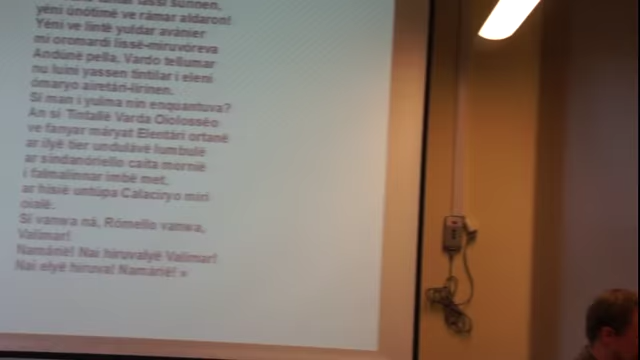 lassi súrinen,
yéni únótimë ve rámar aldaron!
Yéni ve lintë yuldar avánier
mi oromardi lissë-miruvóreva
Andúnë pella, Vardo tellumar
nu luini yassen tintilar i eleni
ómaryo airetári-lírinen.
Sí man i yulma nin enquantuva?
An sí Tintallë Varda Oiolossëo
ve fanyar máryat Elentári ortanë
ar ilyë tier undulávë lumbulë
ar sindanóriello caita mornië
i falmalinnar imbë met,
ar hísië untúpa Calaciryo míri
oialë.
Sí vanwa ná, Rómello vanwa,
Valimar!
Namárië! Nai hiruvalyë Valimar!
Nai elyë hiruva! Namárië! »